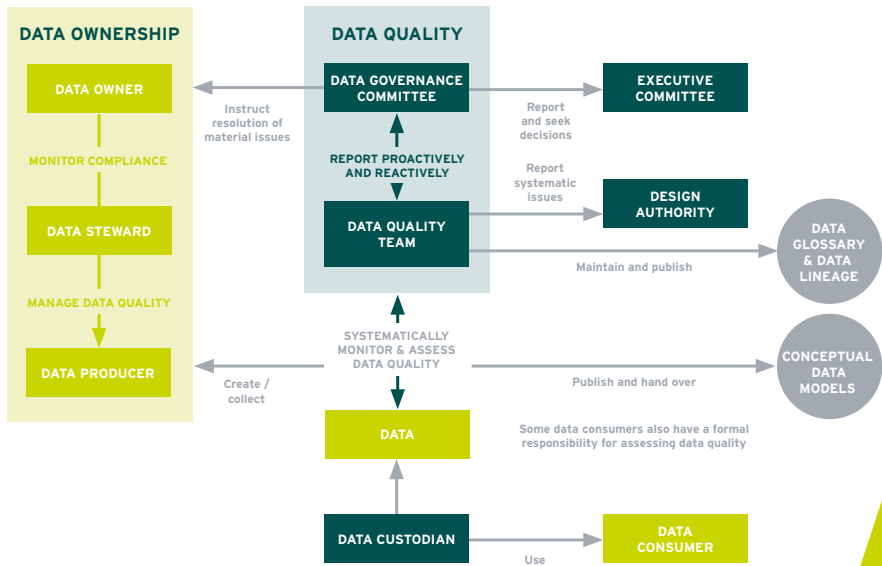 DATA OWNERSHIP
DATA OWNER
MONITOR COMPLIANCE
DATA STEWARD
MANAGE DATA QUALITY
DATA PRODUCER
Instruct
resolution of
material issues
DATA QUALITY
DATA GOVERNANCE
COMMITTEE
REPORT PROACTIVELY
AND REACTIVELY
DATA QUALITY
TEAM
Report
and seek
decisions
EXECUTIVE
COMMITTEE
Report
systematic
issues
DESIGN
AUTHORITY
Maintain and publish
DATA
GLOSSARY
& DATA
LINEAGE
SYSTEMATICALLY
MONITOR & ASSESS
DATA QUALITY
Create /
collect
Publish and hand over
CONCEPTUAL
DATA
MODELS
DATA
Some data consumers also have a formal
responsibility for assessing data quality
DATA CUSTODIAN
Use
DATA
CONSUMER